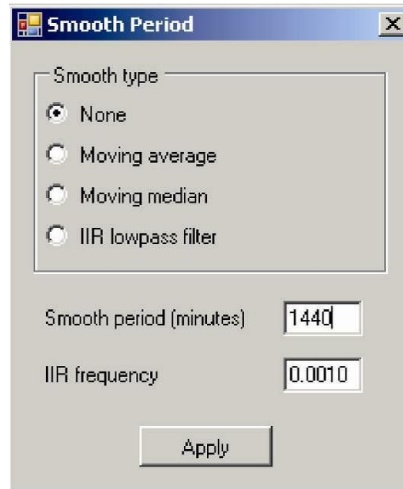 Smooth Period
Smooth type
None
Moving average
Moving median
IIR lowpass filter
Smooth period (minutes) 1440
IIR frequency 0.0010
Apply